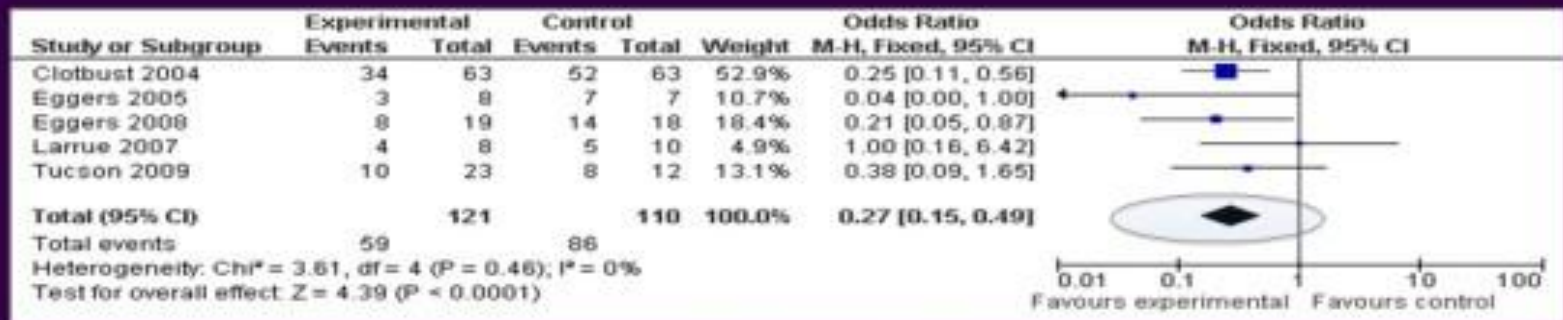 Experimental Control Odds Ratio Odds Ratio
Study or Subgroup Events Total Events Total Weight M-H, Fixed, 95% CI M-H, Fixed, 95% CI
Clotbust 2004 34 63 52 63 52.9% 0.25 [0.11, 0.56]
Eggers 2005 3 8 7 7 10.7% 0.04 [0.00, 1.00]
Eggers 2008 8 19 14 18 18.4% 0.21 [0.05, 0.87]
Larrue 2007 4 8 5 10 4.9% 1.00 [0.16, 6.42]
Tucson 2009 10 23 8 12 13.1% 0.38 [0.09, 1.65]
Total (95% CI) 121 110 100.0% 0.27 [0.15, 0.49]
Total events 59 86
Heterogeneity: Chi² = 3.61, df = 4 (P = 0.46); I² = 0%
Test for overall effect: Z = 4.39 (P < 0.0001)
0.01 0.1 1 10 100
Favours experimental Favours control